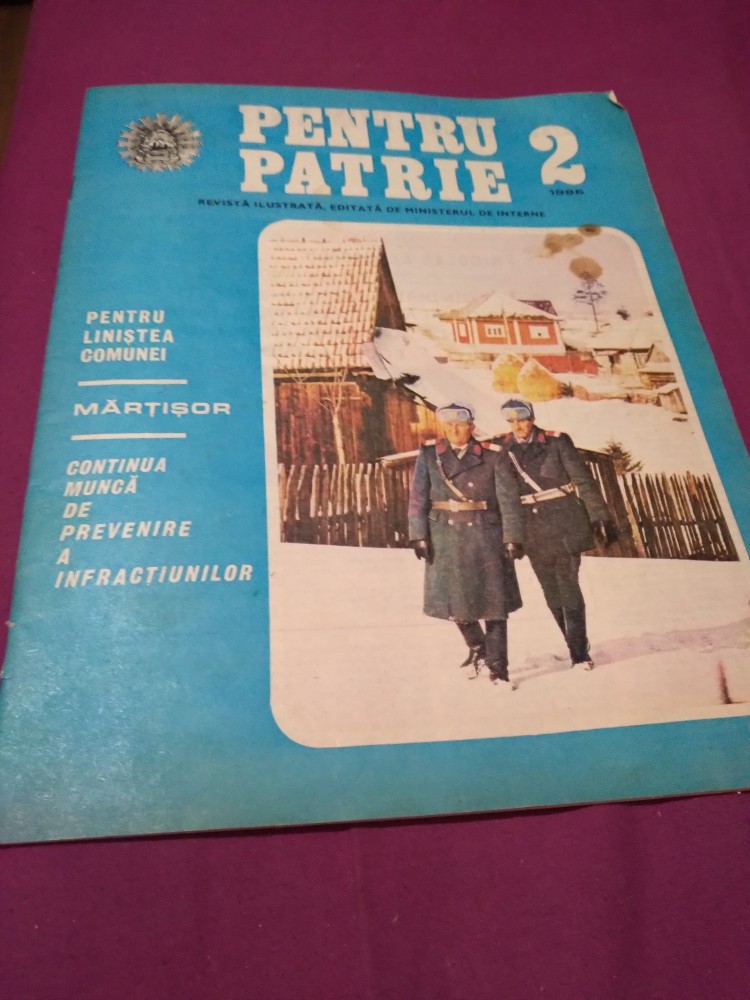 PENTRU
PATRIE
2
REVISTĂ ILUSTRATĂ, EDITATĂ DE MINISTERUL DE INTERNE
PENTRU
LINIȘTEA
COMUNEI
MĂRȚIȘOR
CONTINUA
MUNCĂ
DE
PREVENIRE
A
INFRACȚIUNILOR